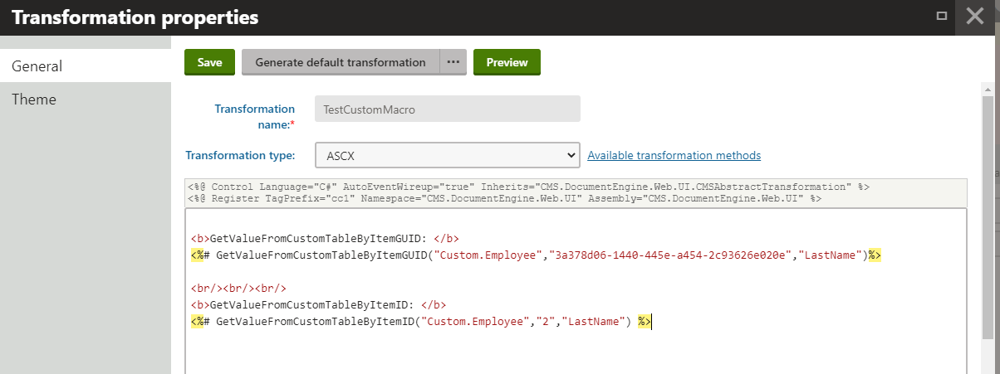 Transformation properties
General
Theme
Save
Generate default transformation
...
Preview
Transformation
name:*
TestCustomMacro
Transformation type:
ASCX
Available transformation methods
<%@ Control Language="C#" AutoEventWireup="true" Inherits="CMS.DocumentEngine.Web.UI.CMSAbstractTransformation" %>
<%@ Register TagPrefix="cc1" Namespace="CMS.DocumentEngine.Web.UI" Assembly="CMS.DocumentEngine.Web.UI" %>
<b>GetValueFromCustomTableByItemGUID: </b>
<%# GetValueFromCustomTableByItemGUID("Custom.Employee","3a378d06-1440-445e-a454-2c93626e020e","LastName")%>
<br/><br/><br/>
<b>GetValueFromCustomTableByItemID: </b>
<%# GetValueFromCustomTableByItemID("Custom.Employee","2","LastName") %>